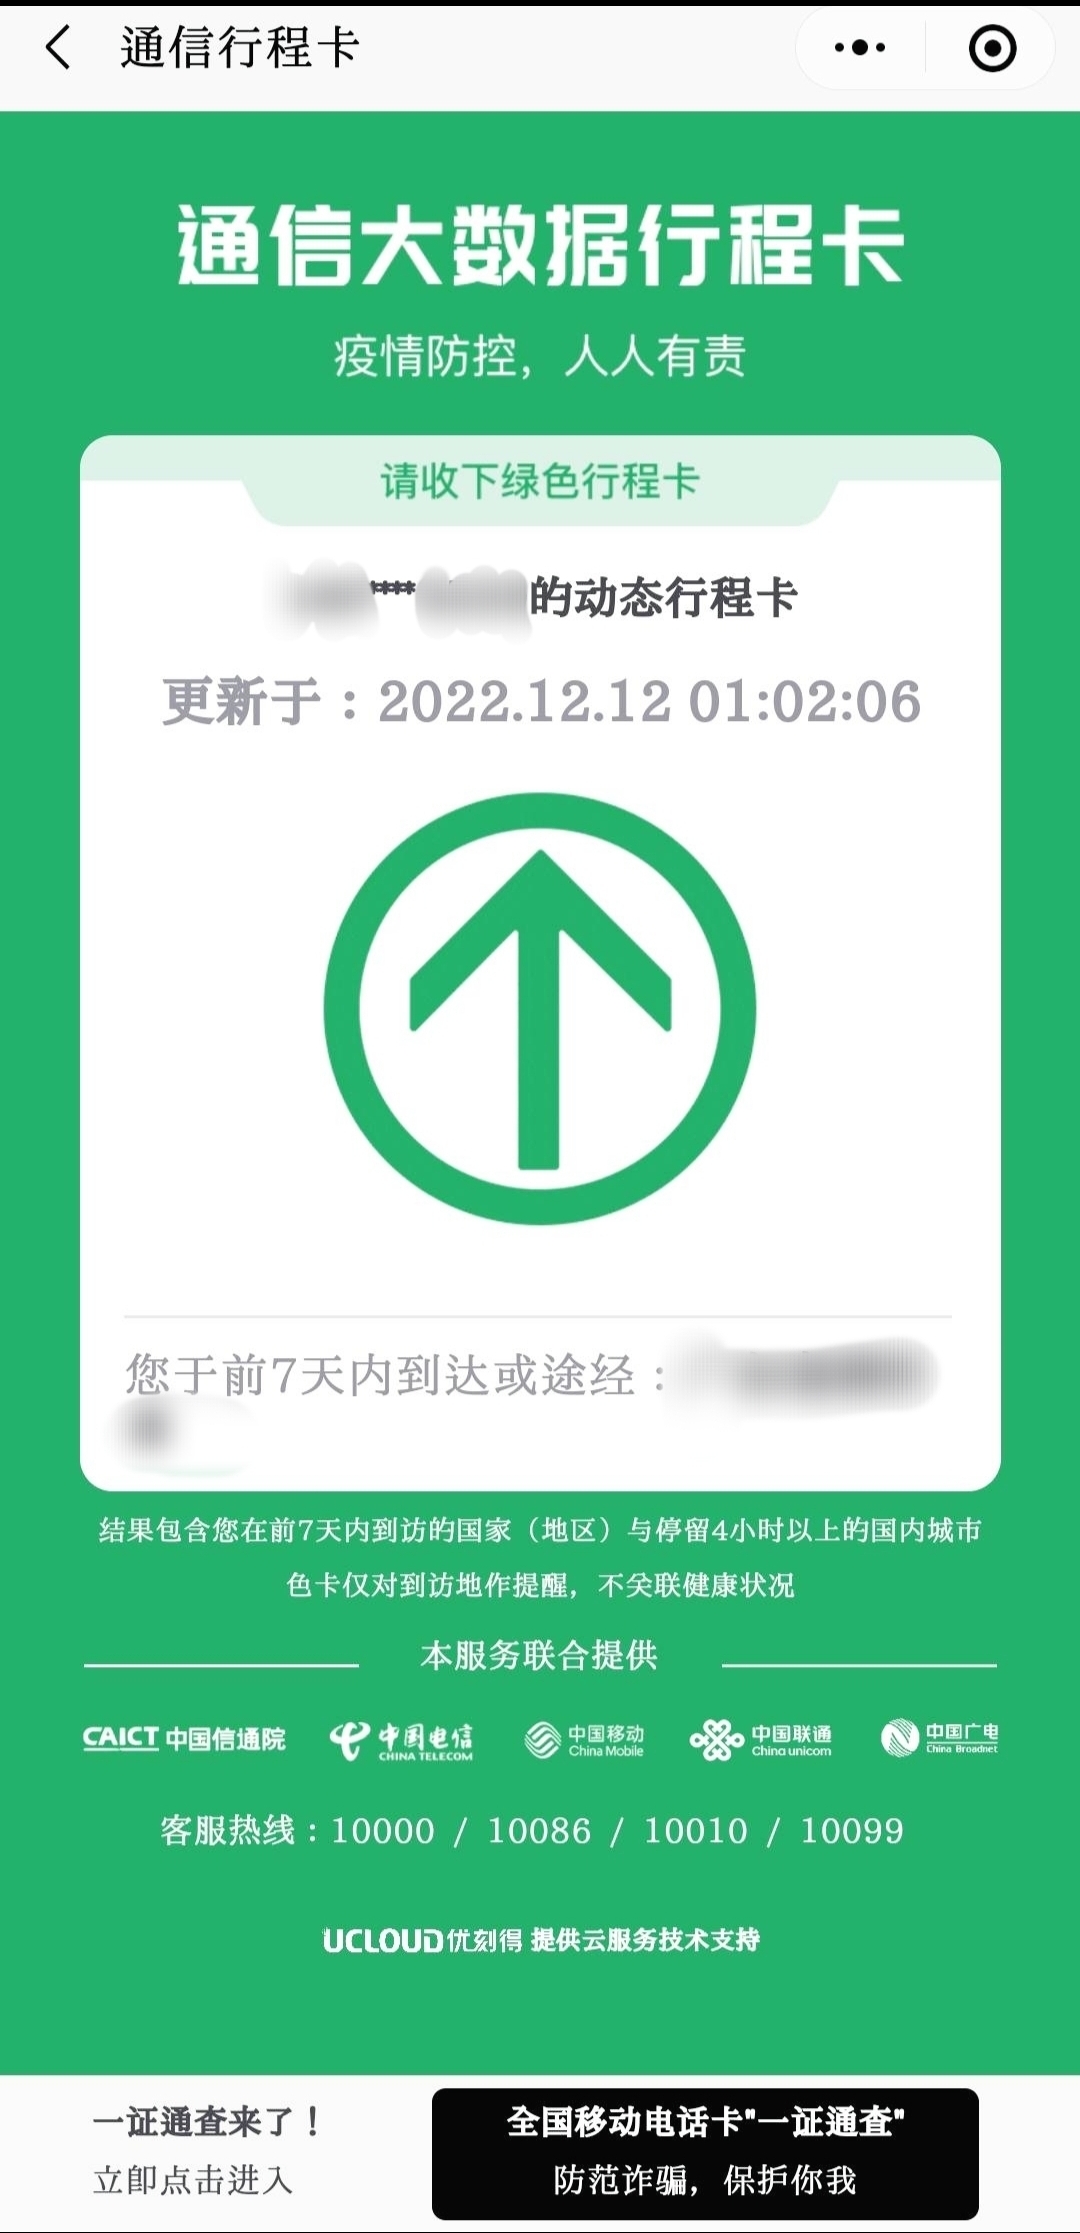 通信行程卡
通信大数据行程卡
疫情防控，人人有责
请收下绿色行程卡
****的动态行程卡
更新于：2022.12.12 01:02:06
您于前7天内到达或途经：
结果包含您在前7天内到访的国家（地区）与停留4小时以上的国内城市
色卡仅对到访地作提醒，不关联健康状况
本服务联合提供
CAICT 中国信通院 中国电信 CHINA TELECOM 中国移动 China Mobile 中国联通 China unicom 中国广电 China Broadnet
客服热线：10000 / 10086 / 10010 / 10099
UCLOUD优刻得 提供云服务技术支持
一证通查来了！
立即点击进入
全国移动电话卡"一证通查"
防范诈骗，保护你我